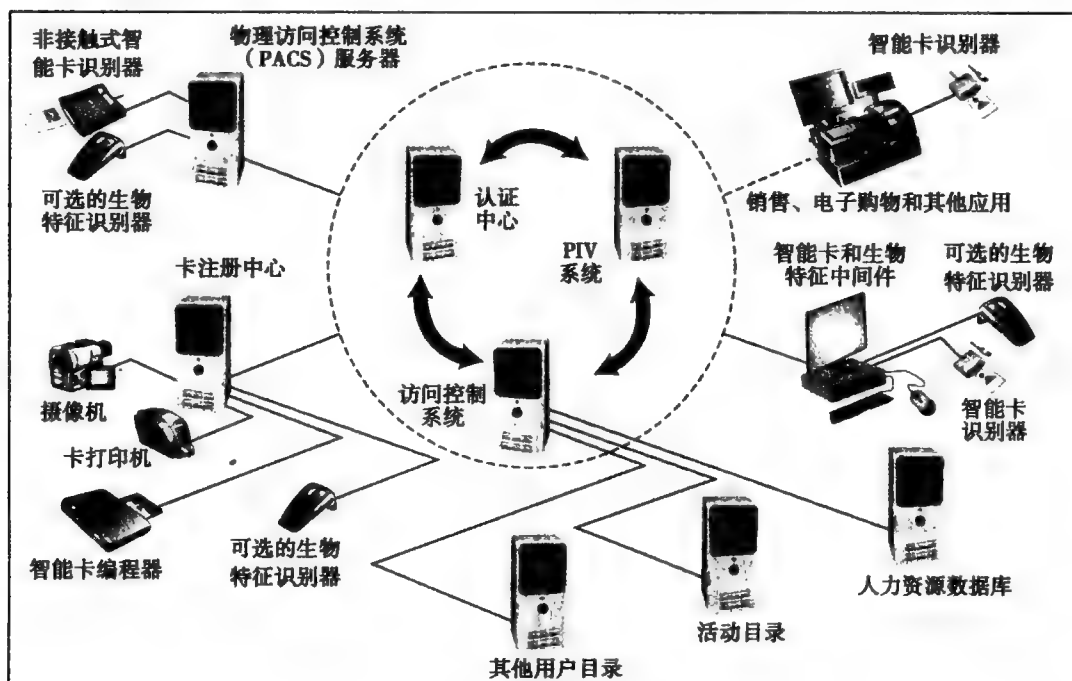 非接触式智
能卡识别器
物理访问控制系统
（PACS）服务器
智能卡识别器
可选的生物
特征识别器
认证
中心
PIV
系统
销售、电子购物和其他应用
卡注册中心
智能卡和生物
特征中间件
可选的生物
特征识别器
摄像机
访问控制
系统
智能卡
识别器
卡打印机
智能卡编程器
可选的生物
特征识别器
人力资源数据库
活动目录
其他用户目录